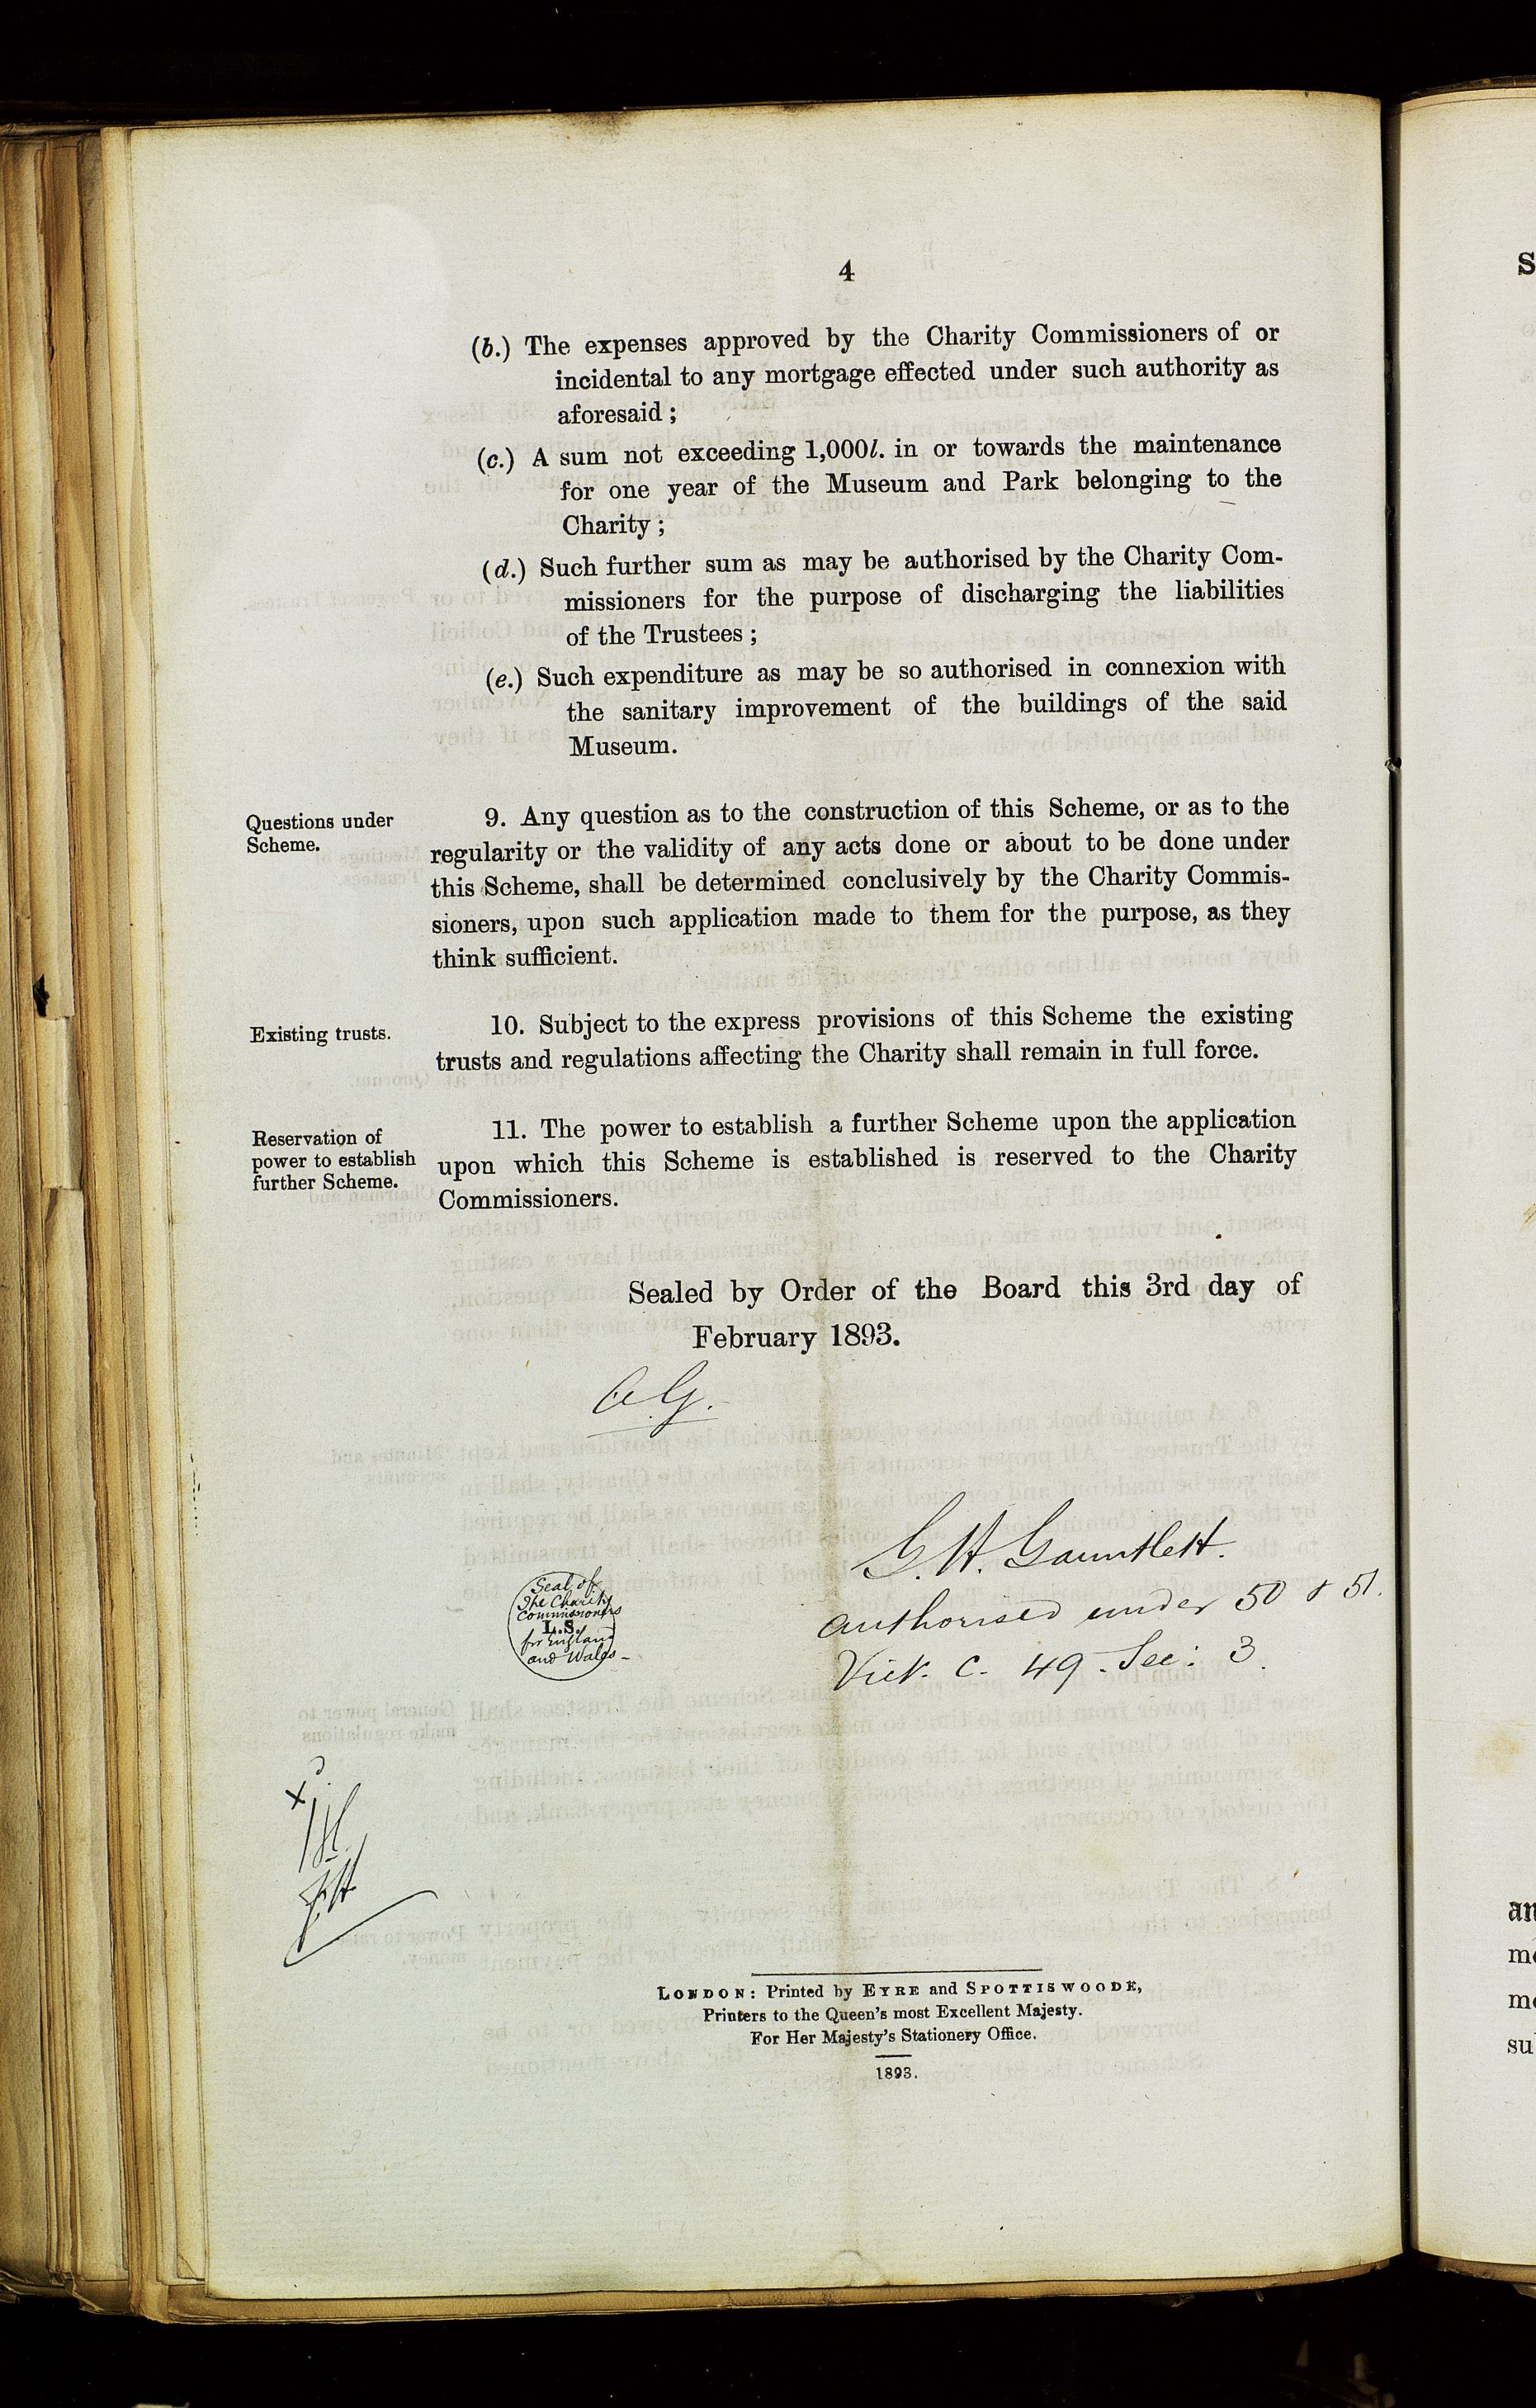 4
(b.) The expenses approved by the Charity Commissioners of or
incidental to any mortgage effected under such authority as
aforesaid ;
(c.) A sum not exceeding 1,000l. in or towards the maintenance
for one year of the Museum and Park belonging to the
Charity ;
(d.) Such further sum as may be authorised by the Charity Com-
missioners for the purpose of discharging the liabilities
of the Trustees ;
(e.) Such expenditure as may be so authorised in connexion with
the sanitary improvement of the buildings of the said
Museum.
Questions under
Scheme.
9. Any question as to the construction of this Scheme, or as to the
regularity or the validity of any acts done or about to be done under
this Scheme, shall be determined conclusively by the Charity Commis-
sioners, upon such application made to them for the purpose, as they
think sufficient.
Existing trusts.
10. Subject to the express provisions of this Scheme the existing
trusts and regulations affecting the Charity shall remain in full force.
Reservation of
power to establish
further Scheme.
11. The power to establish a further Scheme upon the application
upon which this Scheme is established is reserved to the Charity
Commissioners.
Sealed by Order of the Board this 3rd day of
February 1893.
G. H. Gauntlett.
authorised under 50 & 51.
Vict. c. 49. Sec: 3.
Seal of
The Charity
Commissioners
L.S.
for England
and Wales-
LONDON: Printed by EYRE and SPOTTISWOODE,
Printers to the Queen's most Excellent Majesty.
For Her Majesty's Stationery Office.
1893.